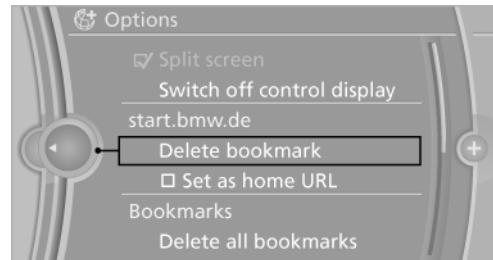 Options
Split screen
Switch off control display
start.bmw.de
Delete bookmark
Set as home URL
Bookmarks
Delete all bookmarks